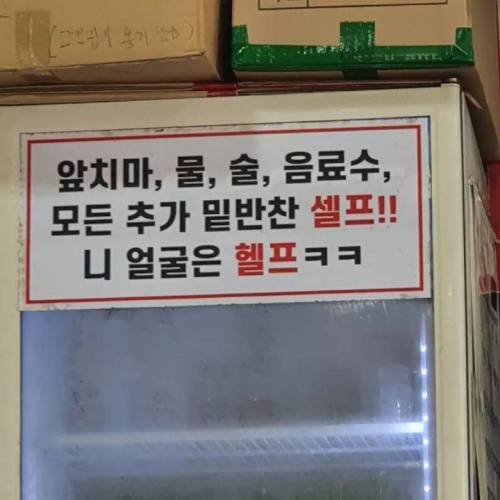 앞치마, 물, 술, 음료수,
모든 추가 밑반찬 셀프!!
니 얼굴은 헬프ㅋㅋ